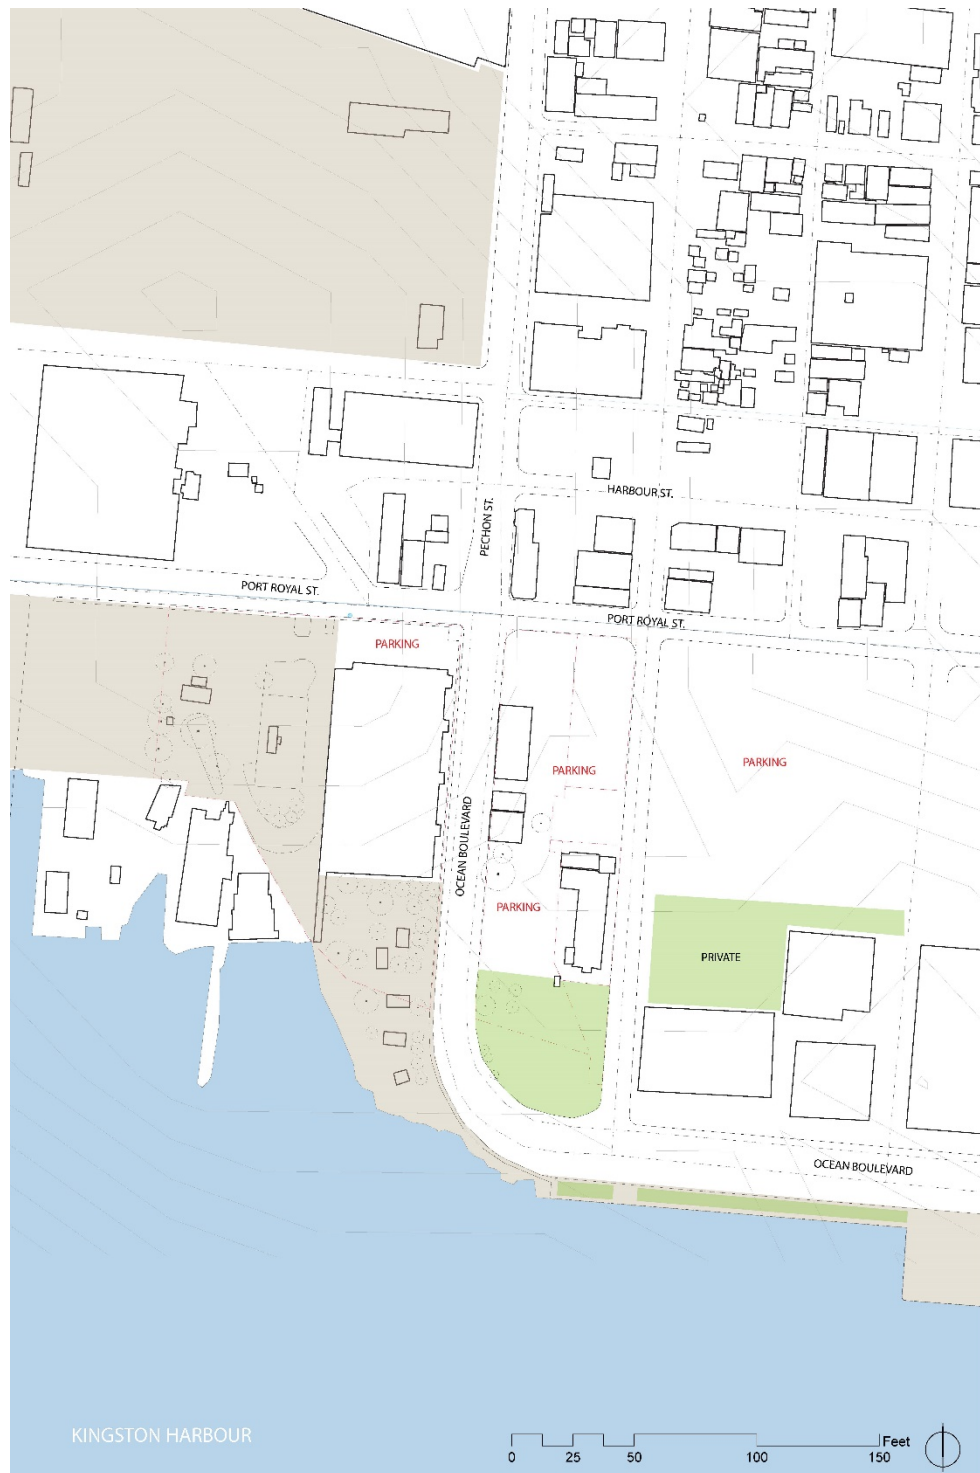 HARBOUR ST.
PECHON ST.
PORT ROYAL ST.
PORT ROYAL ST.
PARKING
PARKING
PARKING
OCEAN BOULEVARD
PARKING
PRIVATE
OCEAN BOULEVARD
KINGSTON HARBOUR
Feet
0 25 50 100 150